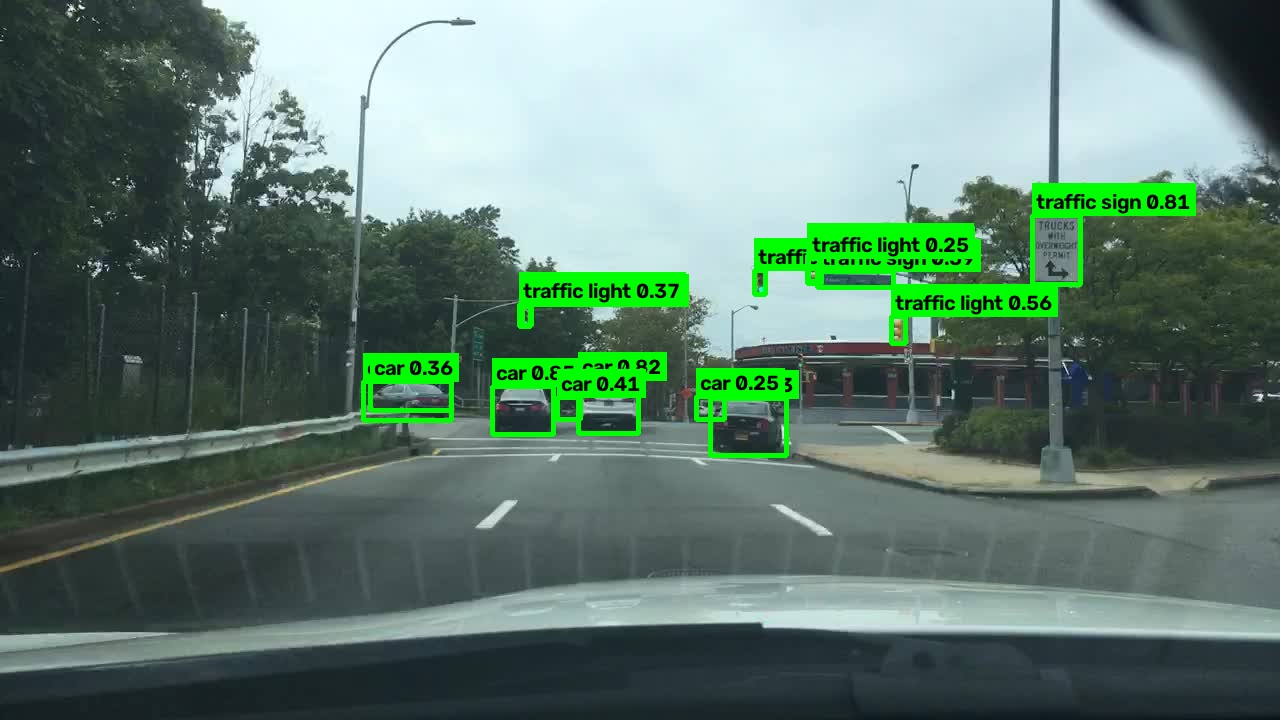 traffic sign 0.81
TRUCKS
WITH
OVERWEIGHT
PERMIT
traffic light 0.25
traffic light 0.37
traffic light 0.56
car 0.36
car 0.82
car 0.41
car 0.25